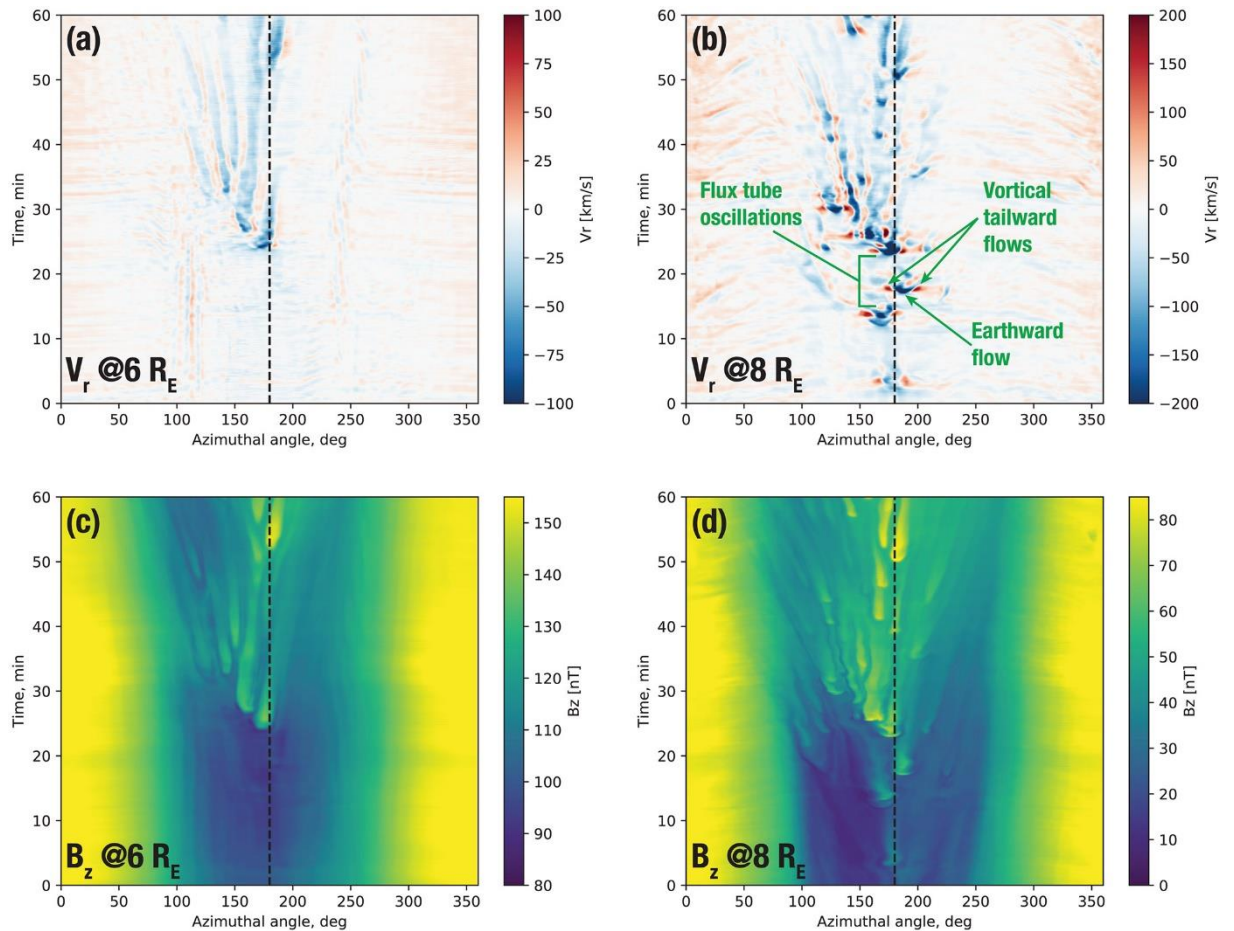 (a)
V_r @6 R_E
Time, min
60
50
40
30
20
10
0
0 50 100 150 200 250 300 350
Azimuthal angle, deg
100
75
50
25
0
−25
−50
−75
−100
Vr [km/s]
(b)
Flux tube
oscillations
Vortical
tailward
flows
Earthward
flow
V_r @8 R_E
Time, min
60
50
40
30
20
10
0
0 50 100 150 200 250 300 350
Azimuthal angle, deg
200
150
100
50
0
−50
−100
−150
−200
Vr [km/s]
(c)
B_z @6 R_E
Time, min
60
50
40
30
20
10
0
0 50 100 150 200 250 300 350
Azimuthal angle, deg
150
140
130
120
110
100
90
80
Bz [nT]
(d)
B_z @8 R_E
Time, min
60
50
40
30
20
10
0
0 50 100 150 200 250 300 350
Azimuthal angle, deg
80
70
60
50
40
30
20
10
0
Bz [nT]